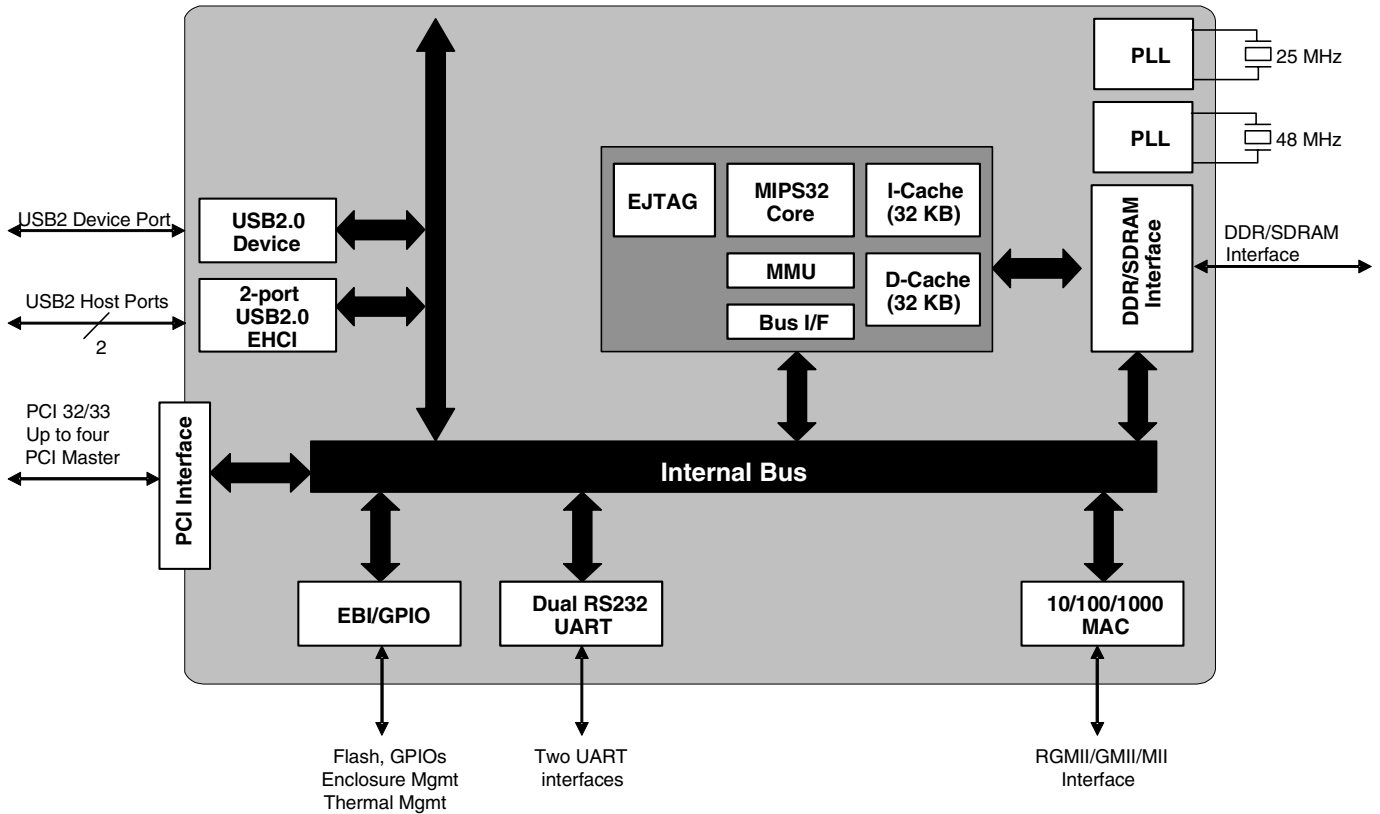 PLL
25 MHz
PLL
48 MHz
EJTAG
MIPS32
Core
I-Cache
(32 KB)
MMU
D-Cache
(32 KB)
Bus I/F
DDR/SDRAM
Interface
DDR/SDRAM
Interface
USB2 Device Port
USB2.0
Device
USB2 Host Ports
2
2-port
USB2.0
EHCI
PCI 32/33
Up to four
PCI Master
PCI Interface
Internal Bus
EBI/GPIO
Dual RS232
UART
10/100/1000
MAC
Flash, GPIOs
Enclosure Mgmt
Thermal Mgmt
Two UART
interfaces
RGMII/GMII/MII
Interface